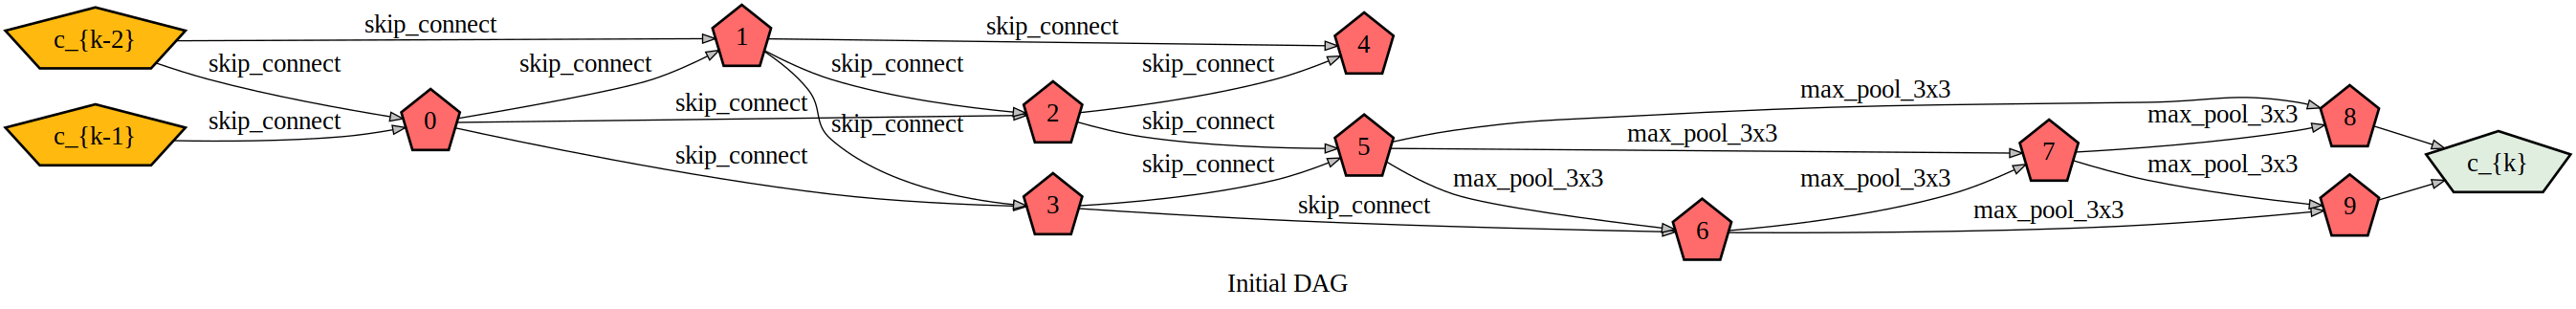 c_{k-2}
skip_connect
1
skip_connect
4
skip_connect
skip_connect
skip_connect
skip_connect
max_pool_3x3
8
c_{k-1}
skip_connect
0
skip_connect
skip_connect
2
skip_connect
5
max_pool_3x3
7
max_pool_3x3
c_{k}
skip_connect
3
skip_connect
skip_connect
max_pool_3x3
6
max_pool_3x3
max_pool_3x3
max_pool_3x3
9
Initial DAG